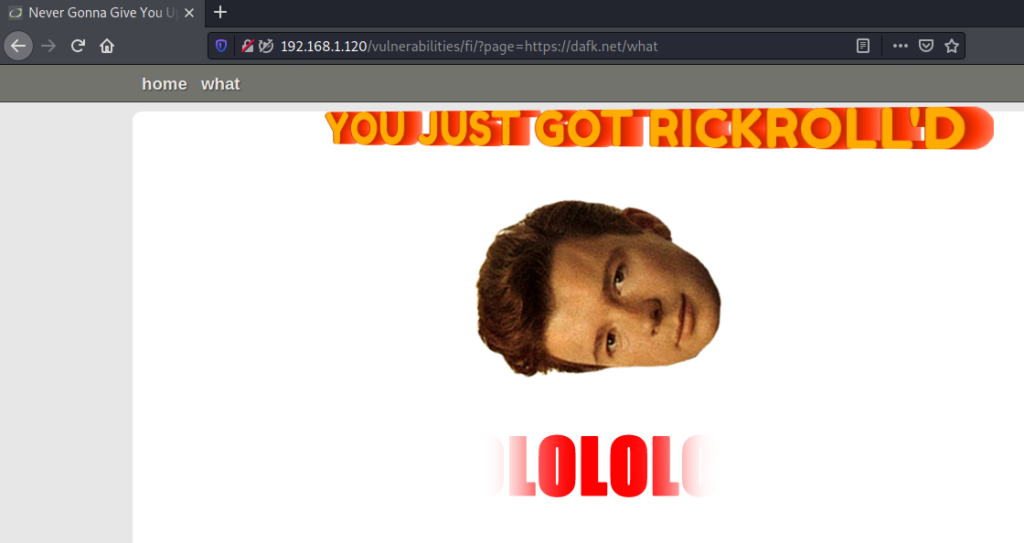 Never Gonna Give You U
192.168.1.120/vulnerabilities/fi/?page=https://dafk.net/what
home what
YOU JUST GOT RICKROLL'D
LOLOLO